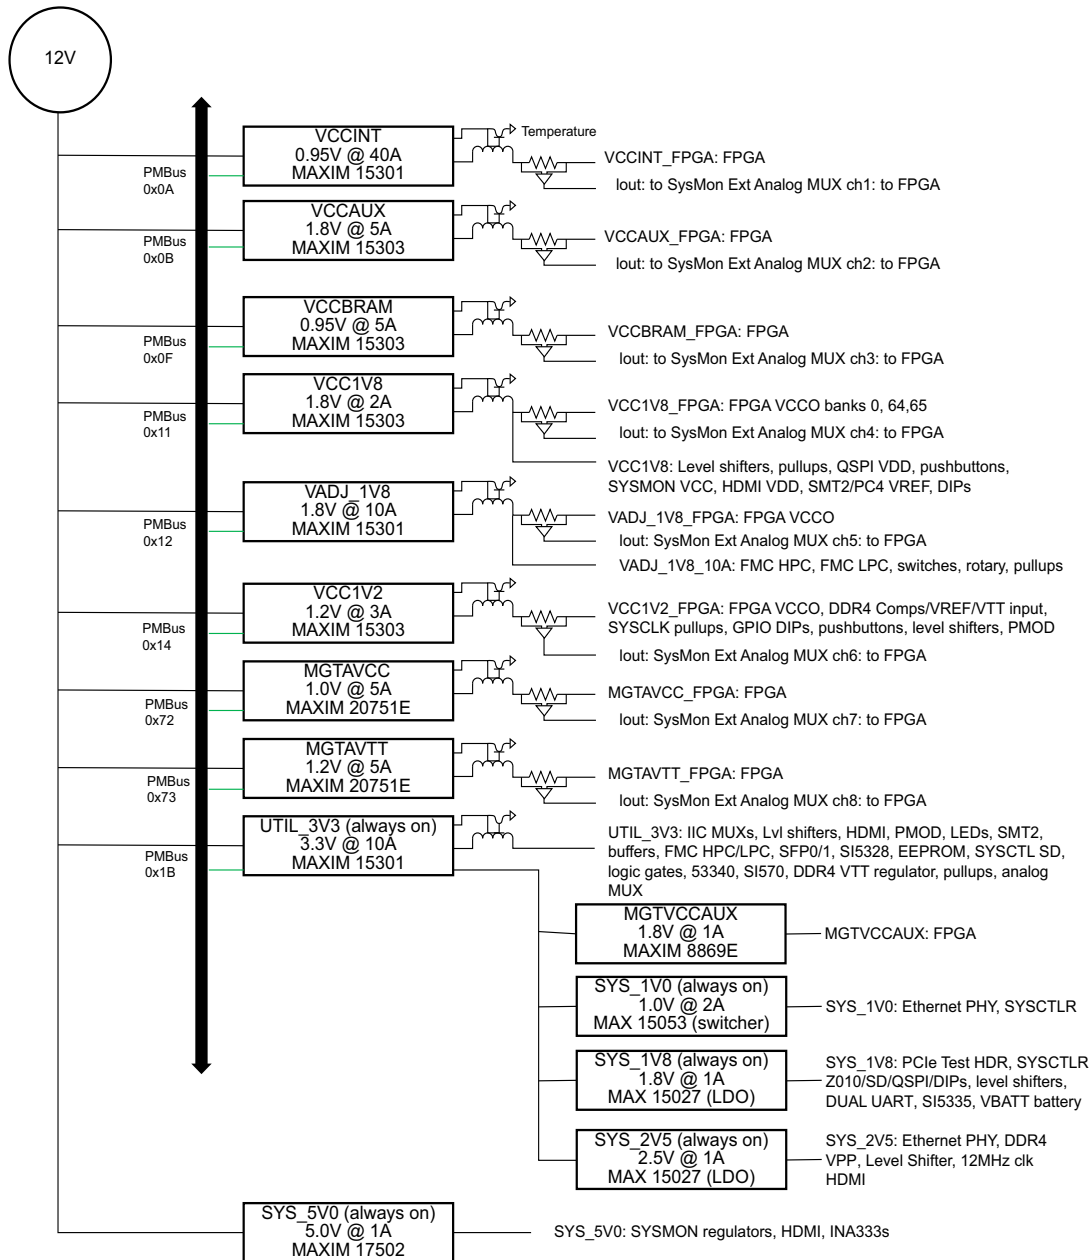 12V
VCCINT
0.95V @ 40A
MAXIM 15301
PMBus
0x0A
Temperature
VCCINT_FPGA: FPGA
Iout: to SysMon Ext Analog MUX ch1: to FPGA
VCCAUX
1.8V @ 5A
MAXIM 15303
PMBus
0x0B
VCCAUX_FPGA: FPGA
Iout: to SysMon Ext Analog MUX ch2: to FPGA
VCCBRAM
0.95V @ 5A
MAXIM 15303
PMBus
0x0F
VCCBRAM_FPGA: FPGA
Iout: to SysMon Ext Analog MUX ch3: to FPGA
VCC1V8
1.8V @ 2A
MAXIM 15303
PMBus
0x11
VCC1V8_FPGA: FPGA VCCO banks 0, 64,65
Iout: to SysMon Ext Analog MUX ch4: to FPGA
VCC1V8: Level shifters, pullups, QSPI VDD, pushbuttons,
SYSMON VCC, HDMI VDD, SMT2/PC4 VREF, DIPs
VADJ_1V8
1.8V @ 10A
MAXIM 15301
PMBus
0x12
VADJ_1V8_FPGA: FPGA VCCO
Iout: SysMon Ext Analog MUX ch5: to FPGA
VADJ_1V8_10A: FMC HPC, FMC LPC, switches, rotary, pullups
VCC1V2
1.2V @ 3A
MAXIM 15303
PMBus
0x14
VCC1V2_FPGA: FPGA VCCO, DDR4 Comps/VREF/VTT input,
SYSCLK pullups, GPIO DIPs, pushbuttons, level shifters, PMOD
Iout: SysMon Ext Analog MUX ch6: to FPGA
MGTAVCC
1.0V @ 5A
MAXIM 20751E
PMBus
0x72
MGTAVCC_FPGA: FPGA
Iout: SysMon Ext Analog MUX ch7: to FPGA
MGTAVTT
1.2V @ 5A
MAXIM 20751E
PMBus
0x73
MGTAVTT_FPGA: FPGA
Iout: SysMon Ext Analog MUX ch8: to FPGA
UTIL_3V3 (always on)
3.3V @ 10A
MAXIM 15301
PMBus
0x1B
UTIL_3V3: IIC MUXs, Lvl shifters, HDMI, PMOD, LEDs, SMT2,
buffers, FMC HPC/LPC, SFP0/1, SI5328, EEPROM, SYSCTL SD,
logic gates, 53340, SI570, DDR4 VTT regulator, pullups, analog
MUX
MGTVCCAUX
1.8V @ 1A
MAXIM 8869E
MGTVCCAUX: FPGA
SYS_1V0 (always on)
1.0V @ 2A
MAX 15053 (switcher)
SYS_1V0: Ethernet PHY, SYSCTLR
SYS_1V8 (always on)
1.8V @ 1A
MAX 15027 (LDO)
SYS_1V8: PCIe Test HDR, SYSCTLR
Z010/SD/QSPI/DIPs, level shifters,
DUAL UART, SI5335, VBATT battery
SYS_2V5 (always on)
2.5V @ 1A
MAX 15027 (LDO)
SYS_2V5: Ethernet PHY, DDR4
VPP, Level Shifter, 12MHz clk
HDMI
SYS_5V0 (always on)
5.0V @ 1A
MAXIM 17502
SYS_5V0: SYSMON regulators, HDMI, INA333s